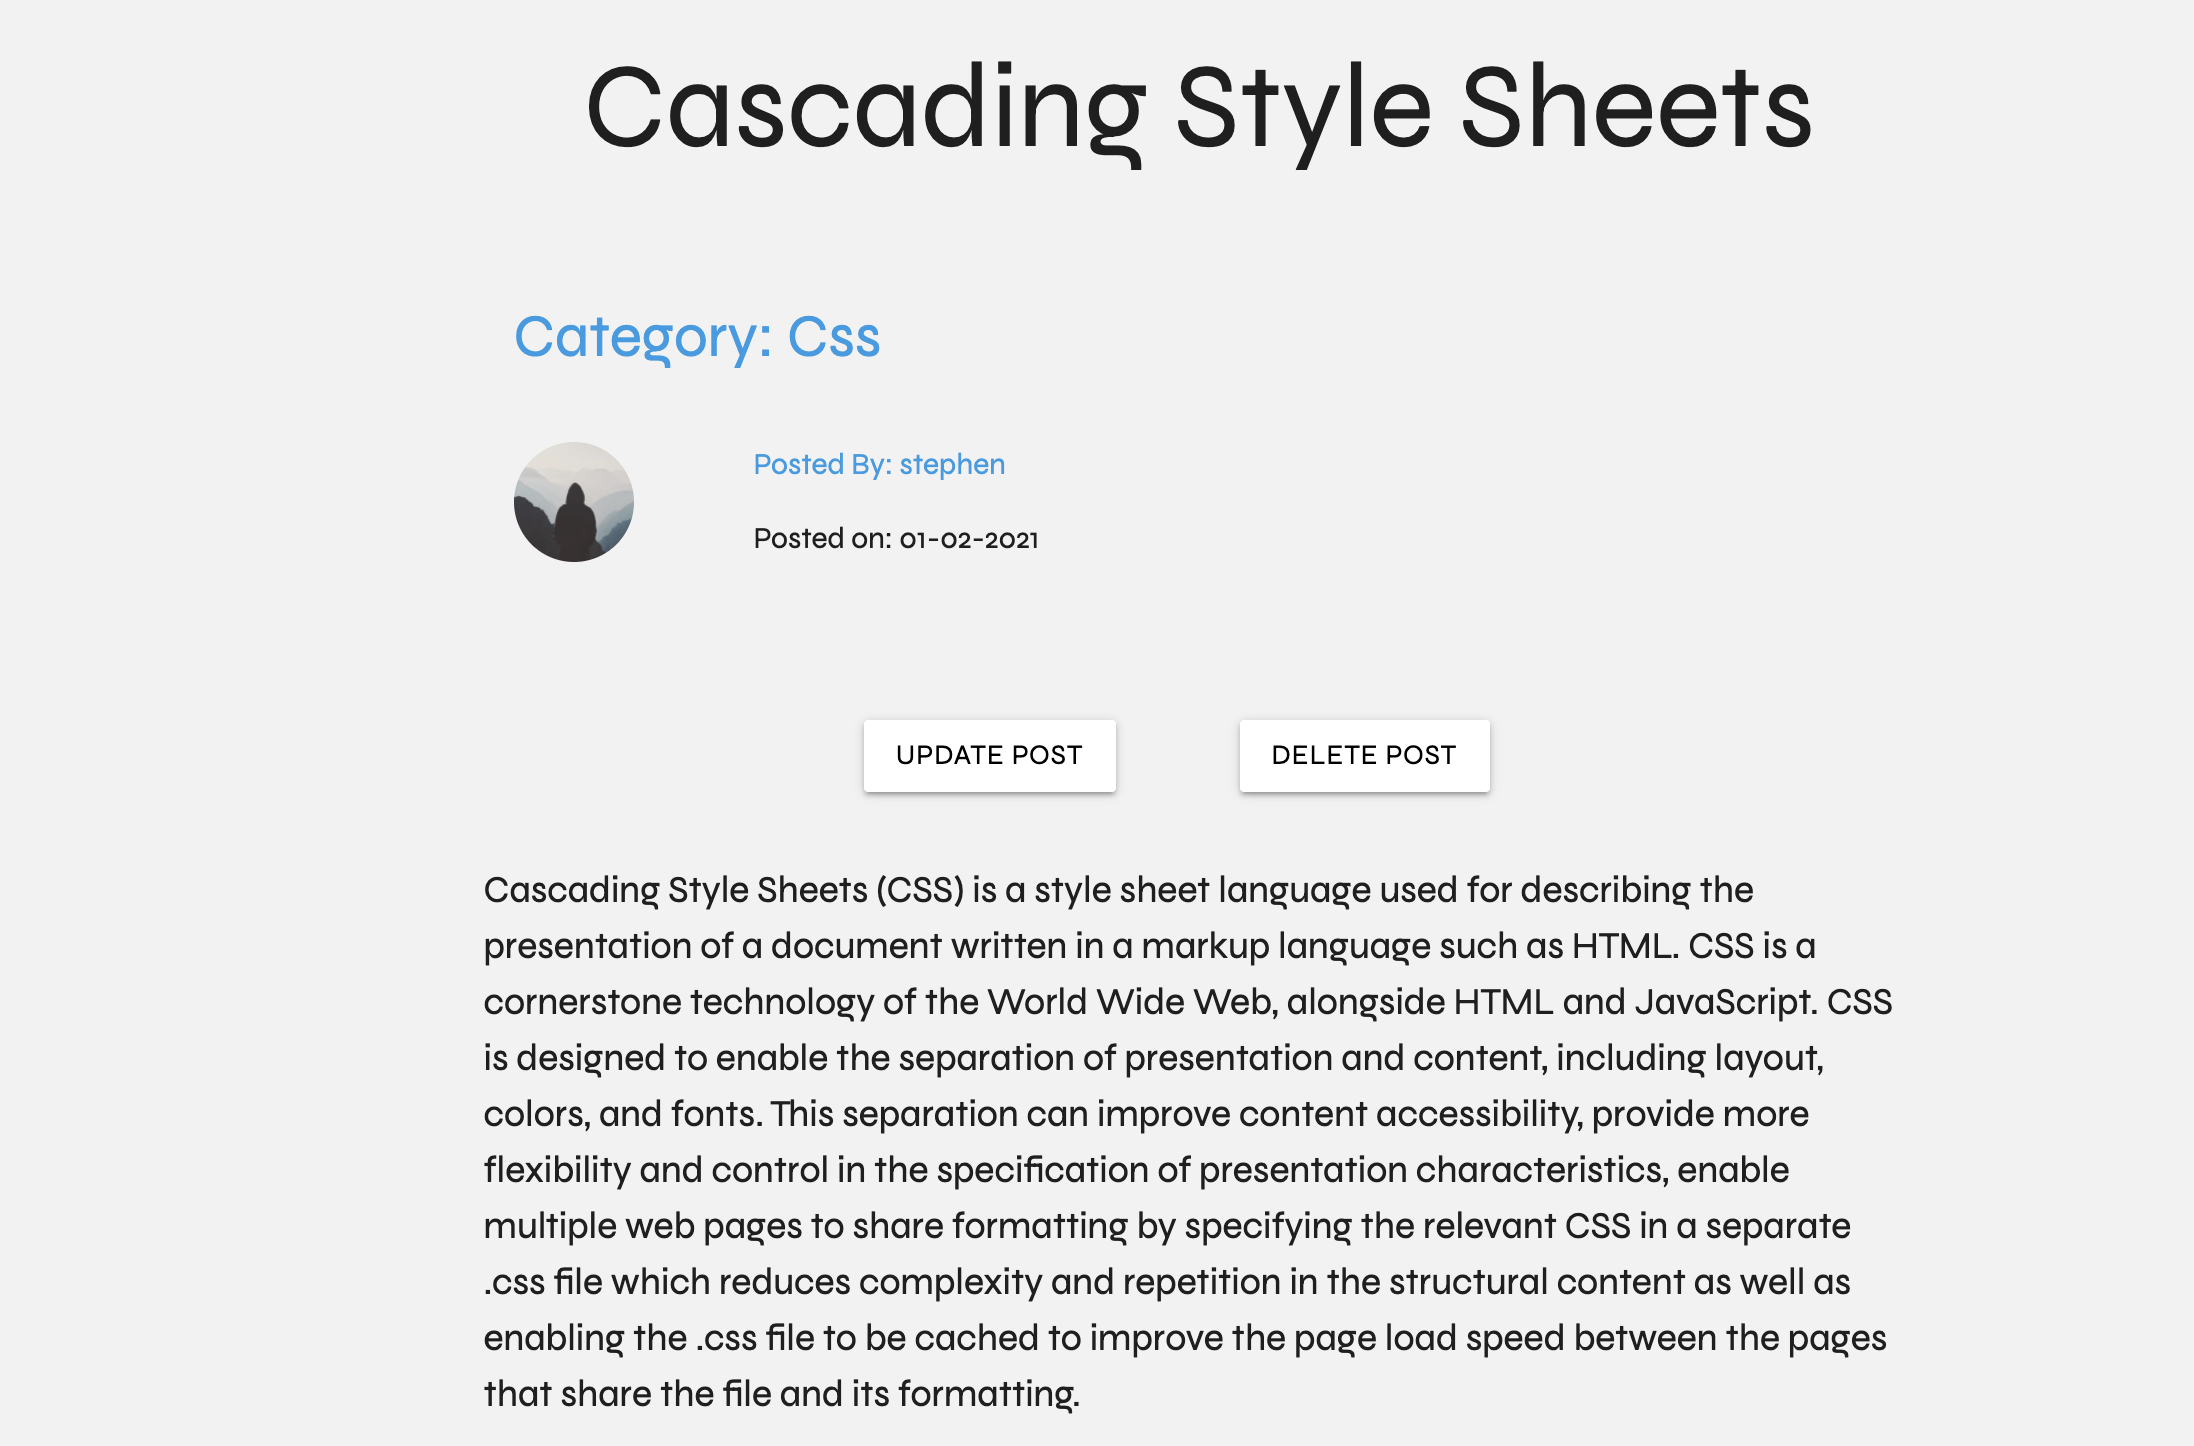 Cascading Style Sheets
Category: Css
Posted By: stephen
Posted on: 01-02-2021
UPDATE POST
DELETE POST
Cascading Style Sheets (CSS) is a style sheet language used for describing the
presentation of a document written in a markup language such as HTML. CSS is a
cornerstone technology of the World Wide Web, alongside HTML and JavaScript. CSS
is designed to enable the separation of presentation and content, including layout,
colors, and fonts. This separation can improve content accessibility, provide more
flexibility and control in the specification of presentation characteristics, enable
multiple web pages to share formatting by specifying the relevant CSS in a separate
.css file which reduces complexity and repetition in the structural content as well as
enabling the .css file to be cached to improve the page load speed between the pages
that share the file and its formatting.